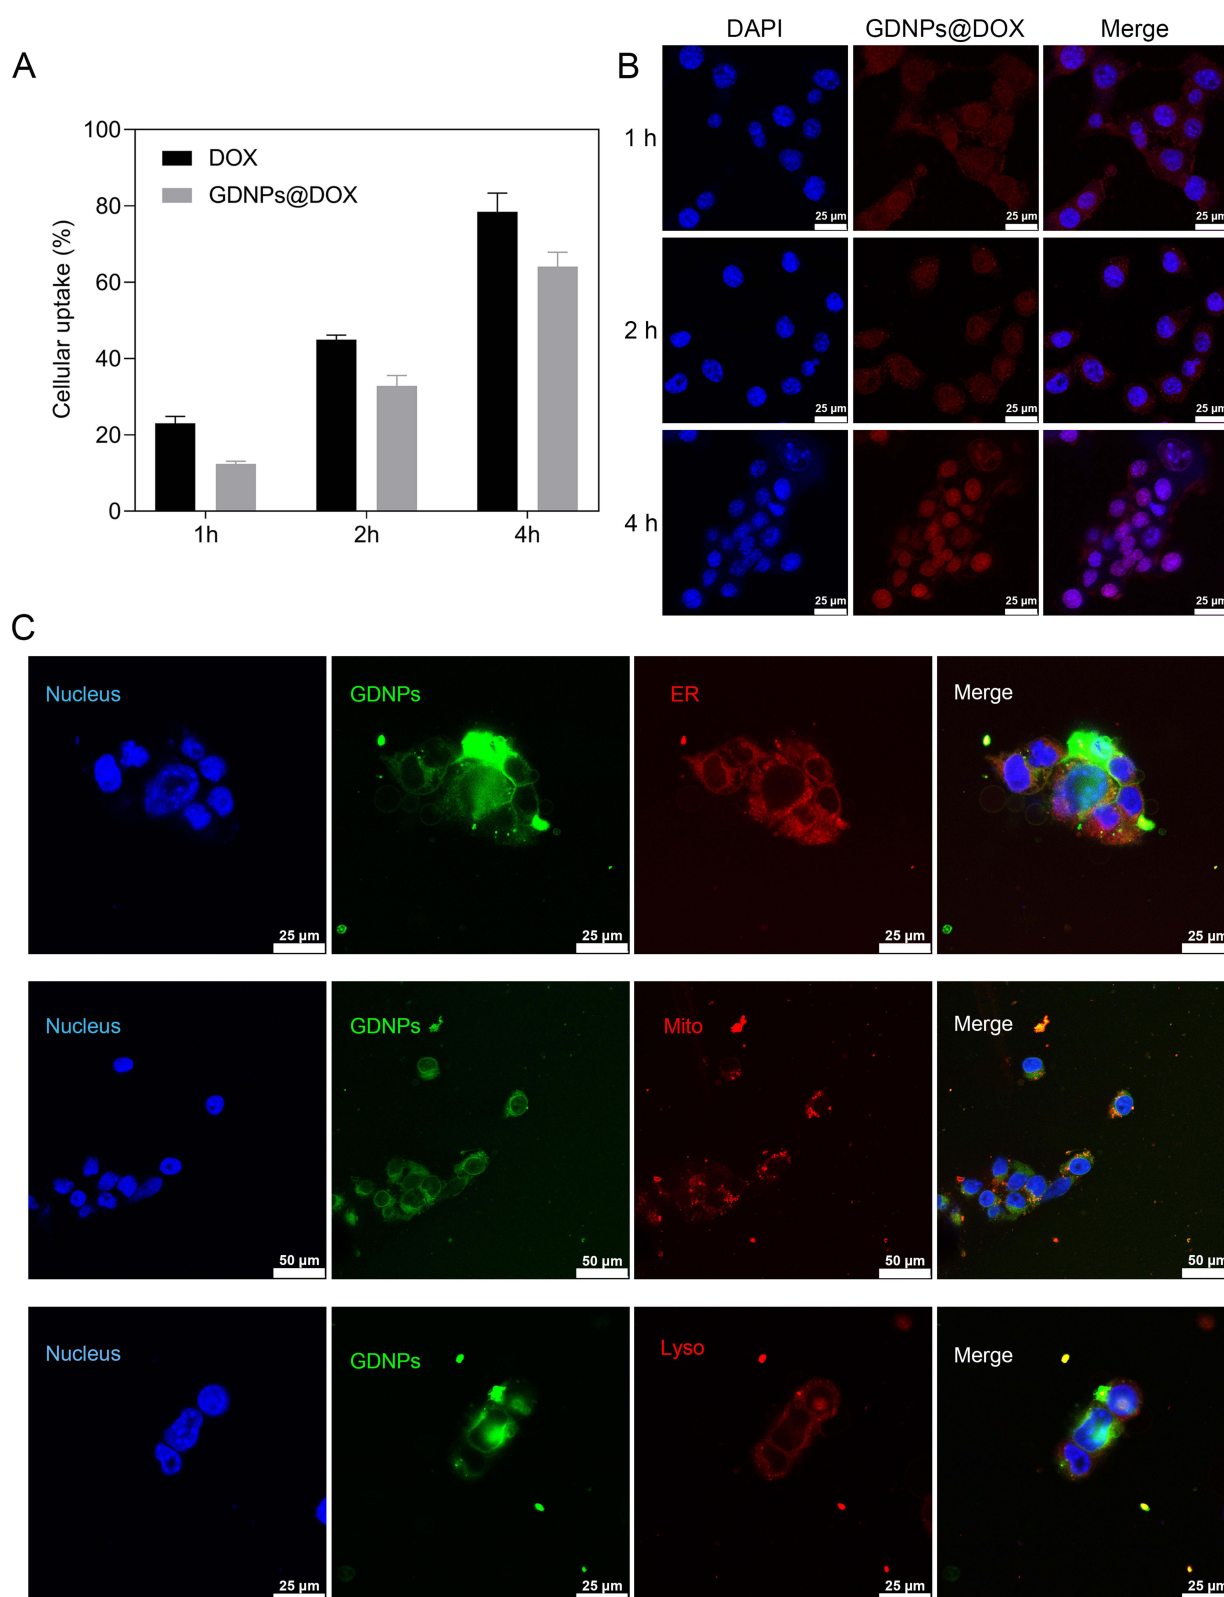 A
Cellular uptake (%)
100
80
60
40
20
0
DOX
GDNPs@DOX
1h
2h
4h
B
DAPI
GDNPs@DOX
Merge
1 h
25 µm
25 µm
25 µm
2 h
25 µm
25 µm
25 µm
4 h
25 µm
25 µm
25 µm
C
Nucleus
GDNPs
ER
Merge
25 µm
25 µm
25 µm
25 µm
Nucleus
GDNPs
Mito
Merge
50 µm
50 µm
50 µm
50 µm
Nucleus
GDNPs
Lyso
Merge
25 µm
25 µm
25 µm
25 µm